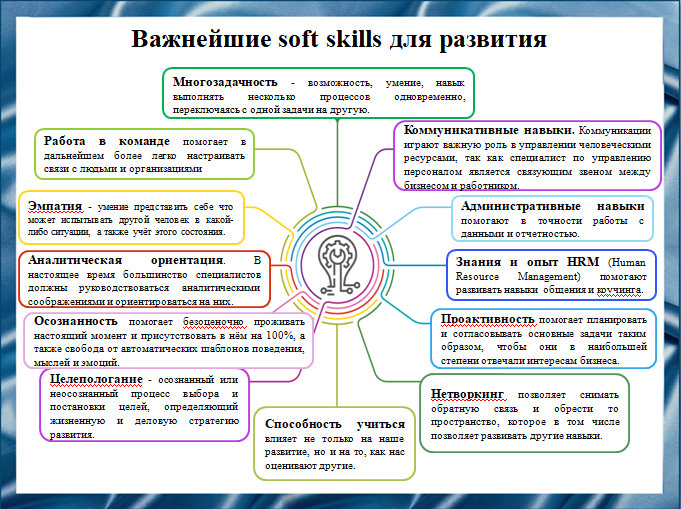 Важнейшие soft skills для развития
Многозадачность - возможность, умение, навык
выполнять несколько процессов одновременно,
переключаясь с одной задачи на другую.
Работа в команде помогает в
дальнейшем более легко настраивать
связи с людьми и организациями
Коммуникативные навыки. Коммуникации
играют важную роль в управлении человеческими
ресурсами, так как специалист по управлению
персоналом является связующим звеном между
бизнесом и работником.
Эмпатия - умение представить себе что
может испытывать другой человек в какой-
либо ситуации, а также учёт этого состояния.
Административные навыки
помогают в точности работы с
данными и отчетностью.
Аналитическая ориентация. В
настоящее время большинство специалистов
должны руководствоваться аналитическими
соображениями и ориентироваться на них.
Знания и опыт HRM (Human
Resource Management) помогают
развивать навыки общения и коучинга.
Осознанность помогает безоценочно проживать
настоящий момент и присутствовать в нём на 100%, а
также свобода от автоматических шаблонов поведения,
мыслей и эмоций.
Проактивность помогает планировать
и согласовывать основные задачи таким
образом, чтобы они в наибольшей
степени отвечали интересам бизнеса.
Целепологание - осознанный или
неосознанный процесс выбора и
постановки целей, определяющий
жизненную и деловую стратегию
развития.
Нетворкинг позволяет снимать
обратную связь и обрести то
пространство, которое в том числе
позволяет развивать другие навыки.
Способность учиться
влияет не только на наше
развитие, но и на то, как нас
оценивают другие.